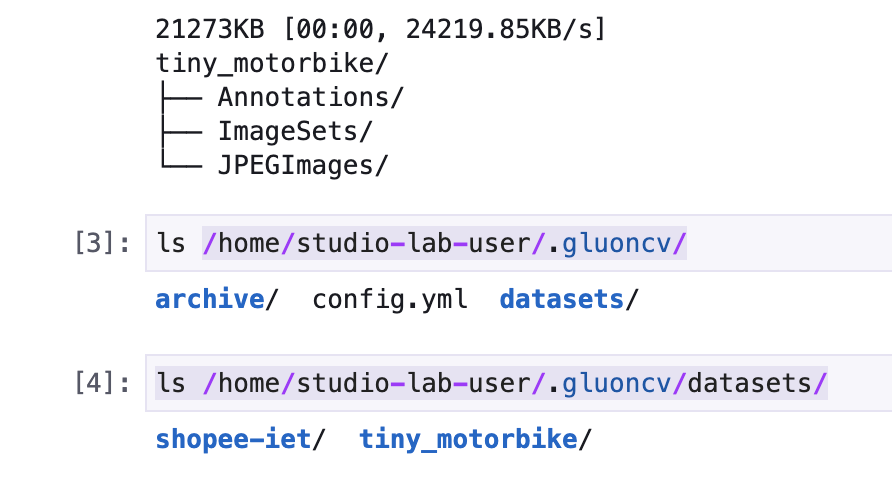 21273KB [00:00, 24219.85KB/s]
tiny_motorbike/
├── Annotations/
├── ImageSets/
└── JPEGImages/
[3]: ls /home/studio-lab-user/.gluoncv/
archive/  config.yml  datasets/
[4]: ls /home/studio-lab-user/.gluoncv/datasets/
shopee-iet/  tiny_motorbike/